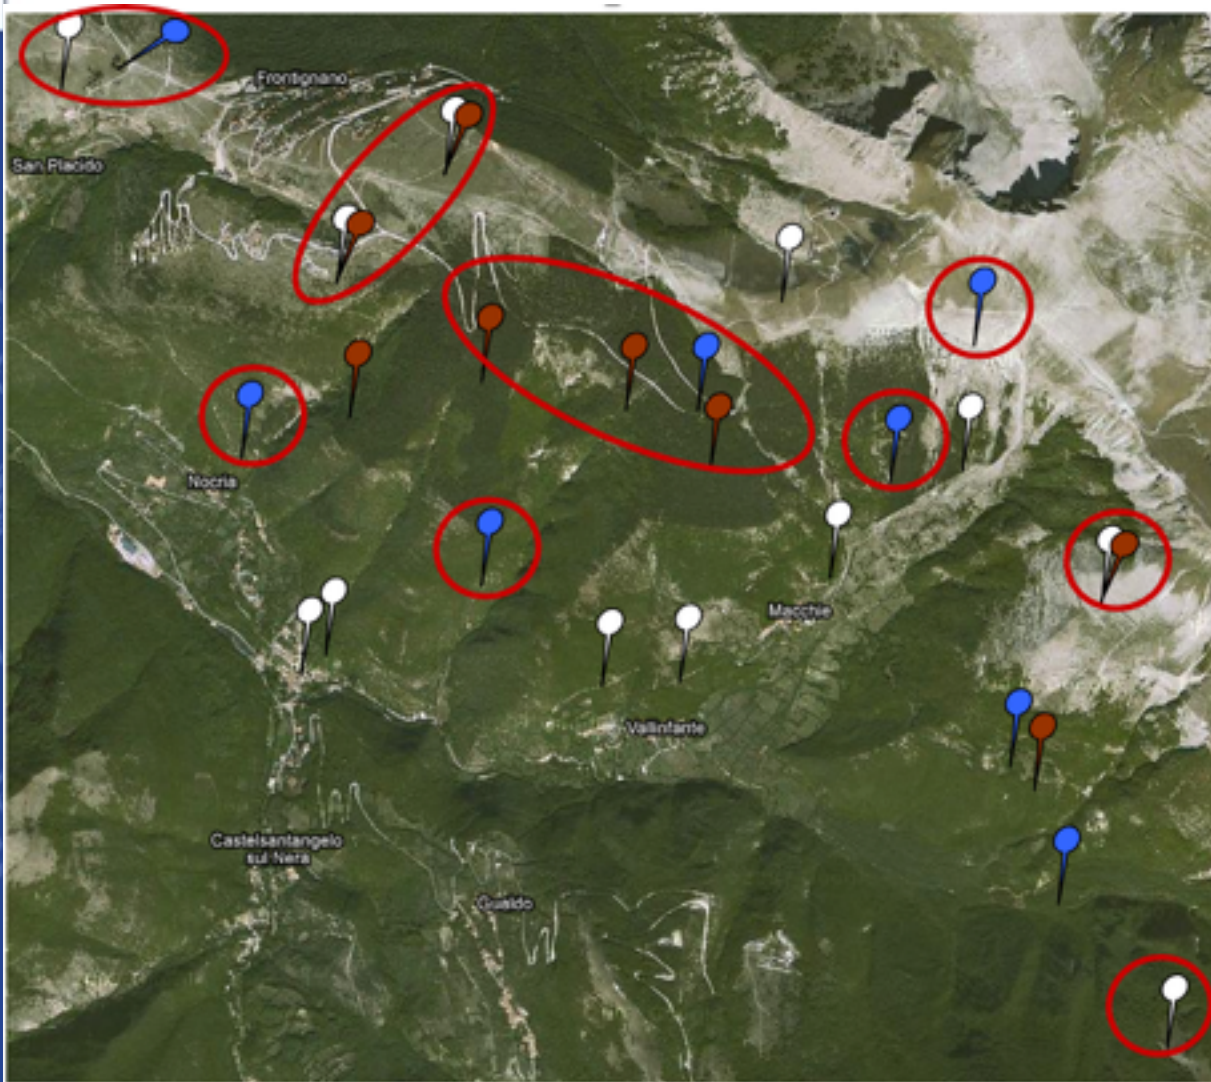 Frontignano
San Placido
Nocria
Macchie
Vallinfante
Castelsantangelo
sul Nera
Gualdo